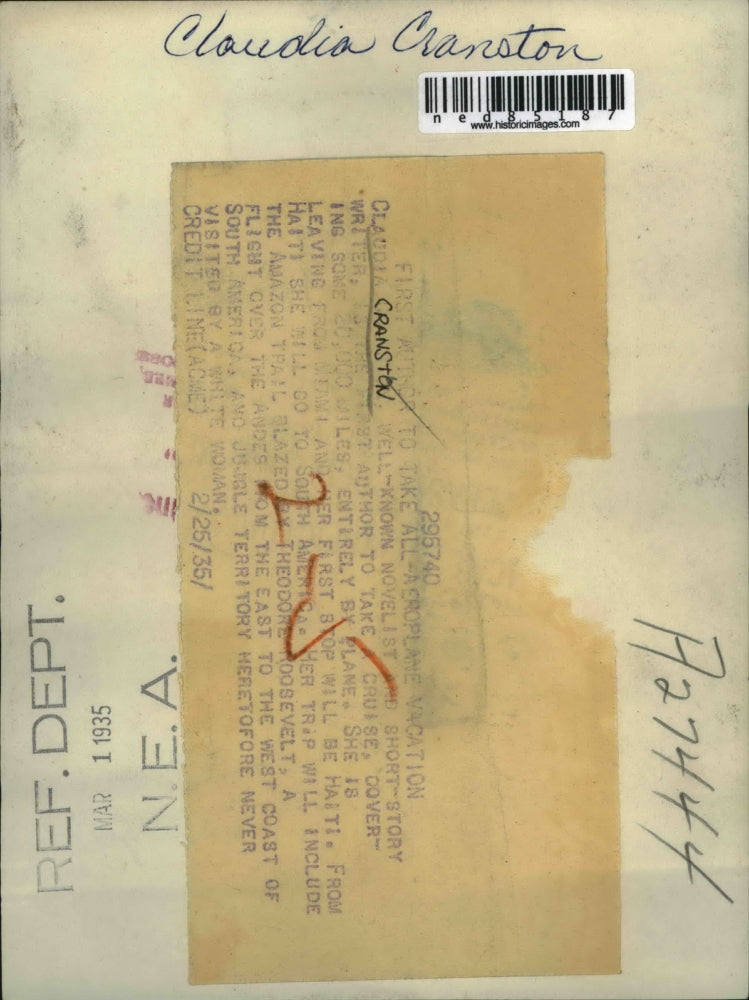 Claudia Cranston
ned85187
www.historicimages.com
295740
FIRST AUTHOR TO TAKE ALL-AEROPLANE VACATION
CLAUDIA CRANSTON, WELL-KNOWN NOVELIST AND SHORT-STORY
WRITER, IS THE FIRST AUTHOR TO TAKE CRUISE, COVER-
ING SOME 20,000 MILES, ENTIRELY BY PLANE. SHE IS
LEAVING FROM MIAMI AND HER FIRST STOP WILL BE HAITI. FROM
HAITI SHE WILL GO TO SOUTH AMERICA. HER TRIP WILL INCLUDE
THE AMAZON TRAIL BLAZED BY THEODORE ROOSEVELT, A
FLIGHT OVER THE ANDES FROM THE EAST TO THE WEST COAST OF
SOUTH AMERICA, AND JUNGLE TERRITORY HERETOFORE NEVER
VISITED BY A WHITE WOMAN.
CREDIT LINE(ACME) 2/25/35/
H27444
N.E.A.
MAR 1 1935
REF. DEPT.